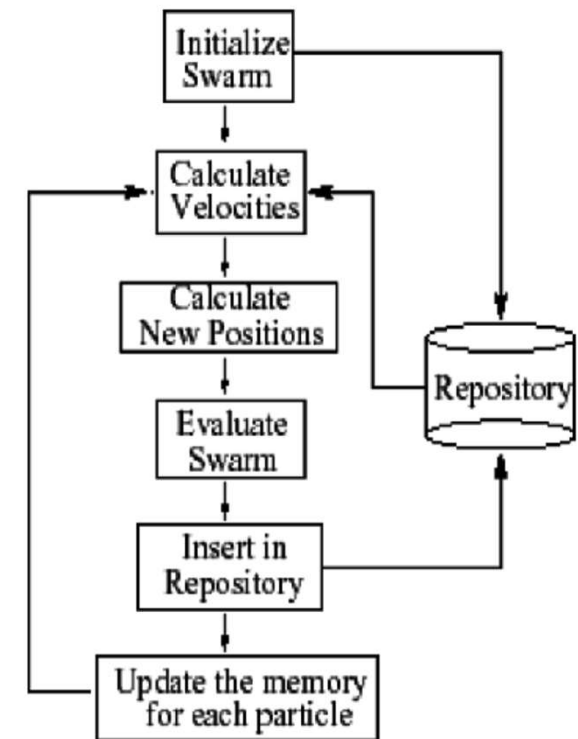 Initialize
Swarm
Calculate
Velocities
Calculate
New Positions
Repository
Evaluate
Swarm
Insert in
Repository
Update the memory
for each particle